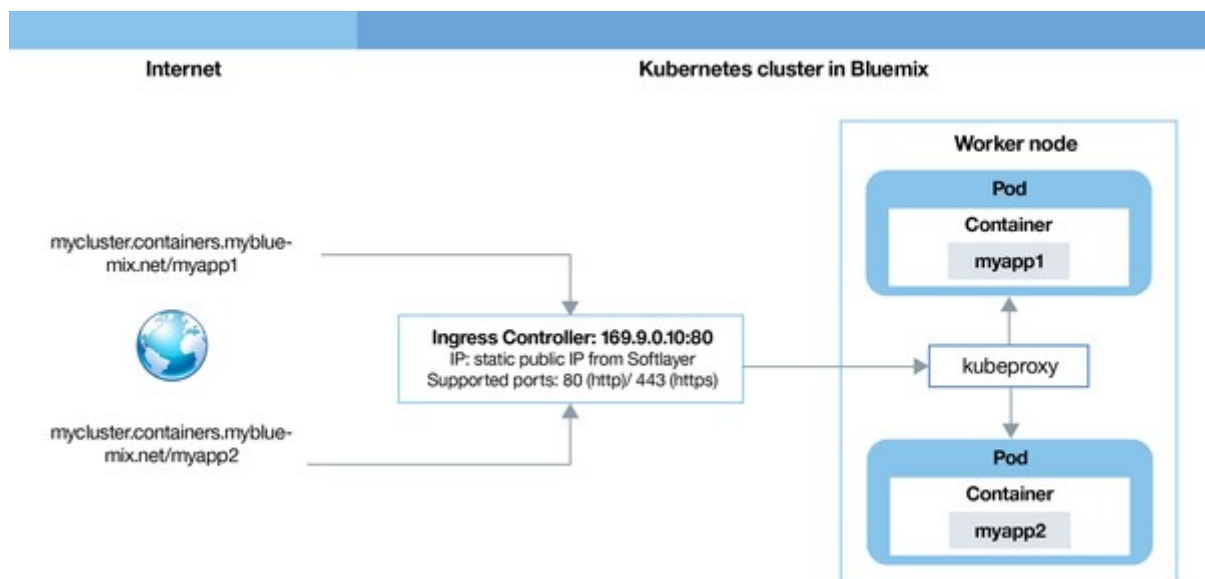 Internet
Kubernetes cluster in Bluemix
Worker node
Pod
Container
myapp1
mycluster.containers.myblue-
mix.net/myapp1
Ingress Controller: 169.9.0.10:80
IP: static public IP from Softlayer
Supported ports: 80 (http)/ 443 (https)
kubeproxy
mycluster.containers.myblue-
mix.net/myapp2
Pod
Container
myapp2